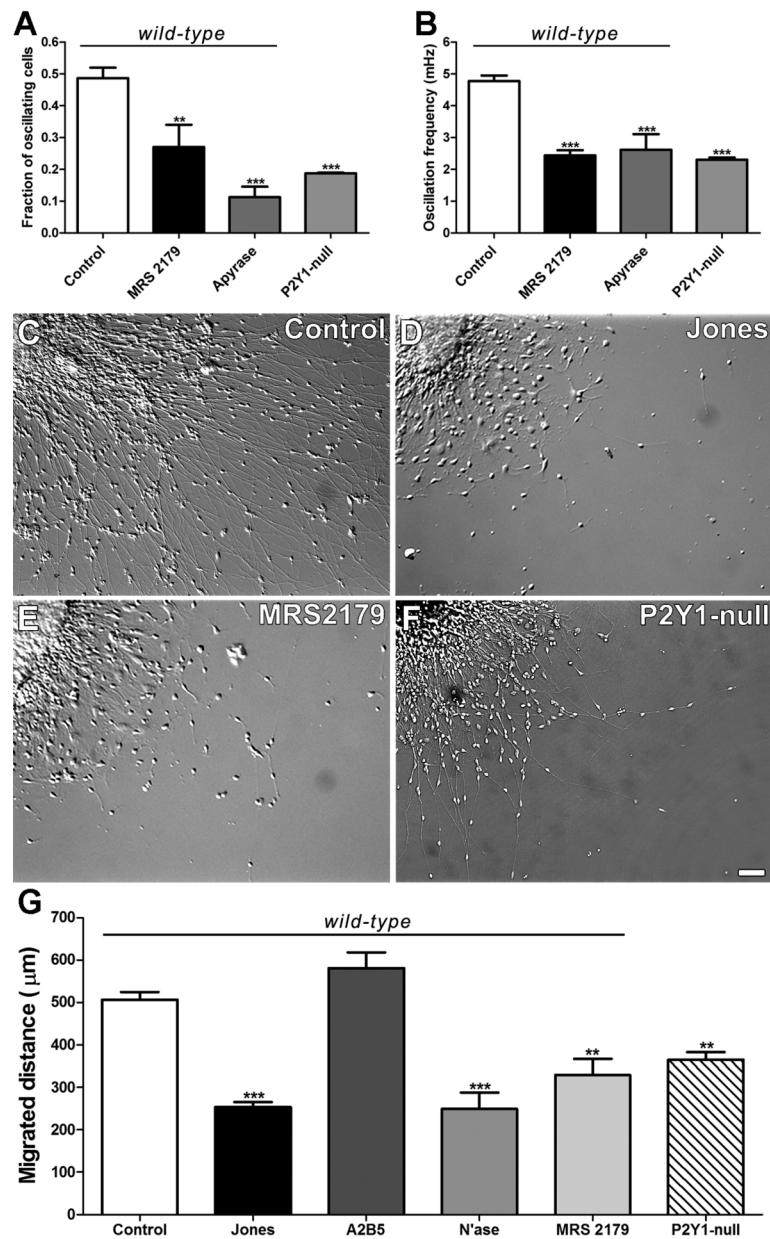 A
wild-type
Fraction of oscillating cells
0.6
0.5
0.4
0.3
0.2
0.1
0.0
**
***
***
Control
MRS 2179
Apyrase
P2Y1-null
B
wild-type
Oscillation frequency (mHz)
6
5
4
3
2
1
0
***
***
***
Control
MRS 2179
Apyrase
P2Y1-null
C
Control
D
Jones
E
MRS2179
F
P2Y1-null
G
wild-type
Migrated distance ( μm)
700
600
500
400
300
200
100
0
***
***
**
**
Control
Jones
A2B5
N'ase
MRS 2179
P2Y1-null